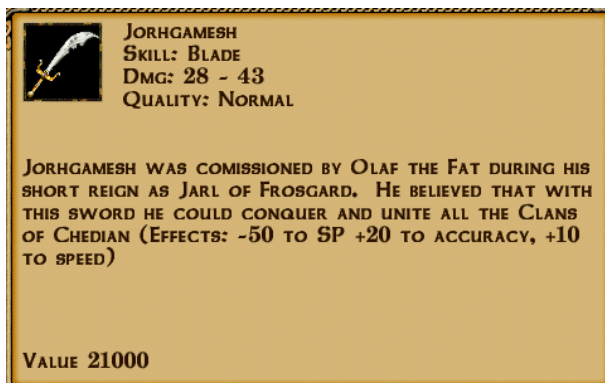 Jorhgamesh
Skill: Blade
Dmg: 28 - 43
Quality: Normal
Jorhgamesh was comissioned by Olaf the Fat during his
short reign as Jarl of Frosgard.  He believed that with
this sword he could conquer and unite all the Clans
of Chedian (Effects: -50 to SP +20 to accuracy, +10
to speed)
Value 21000